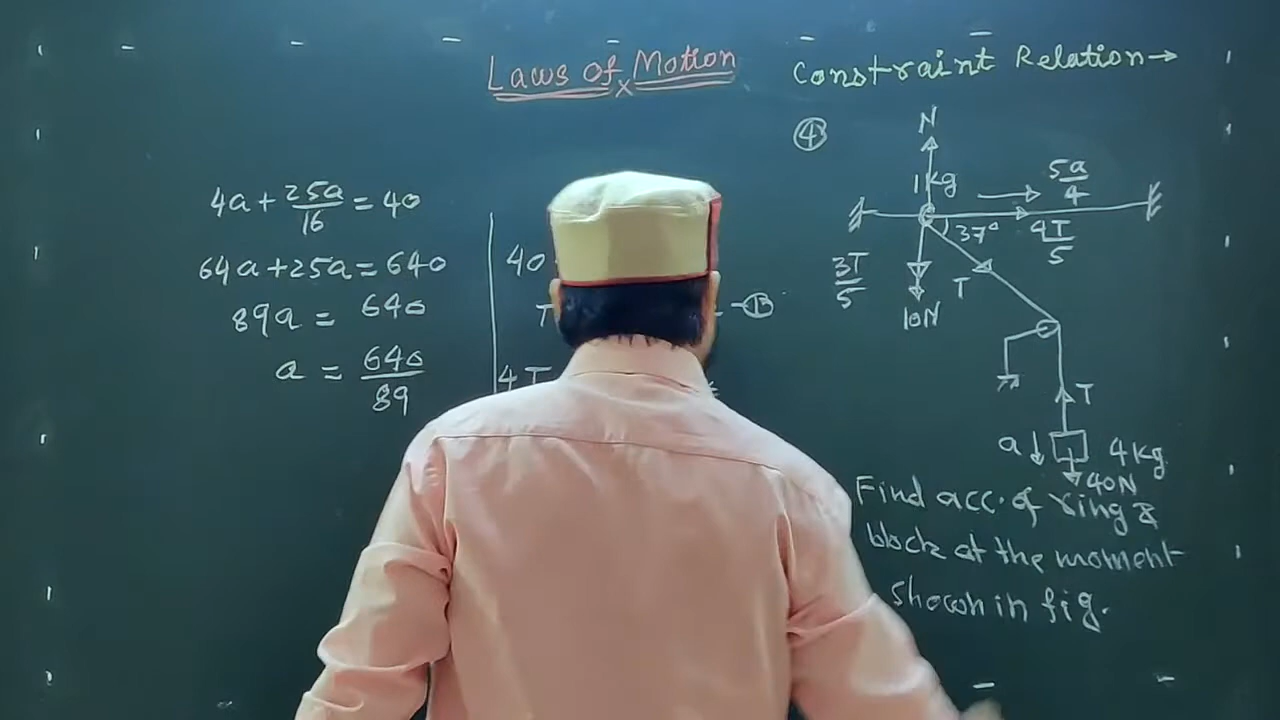 Laws of Motion
Constraint Relation →
④
N
1kg
5a/4
37°
4T/5
3T/5
T
10N
T
a↓
4kg
40N
Find acc. of ring &
block at the moment
shown in fig.
4a + 25a/16 = 40
64a + 25a = 640
89a = 640
a = 640/89
40
T
4T